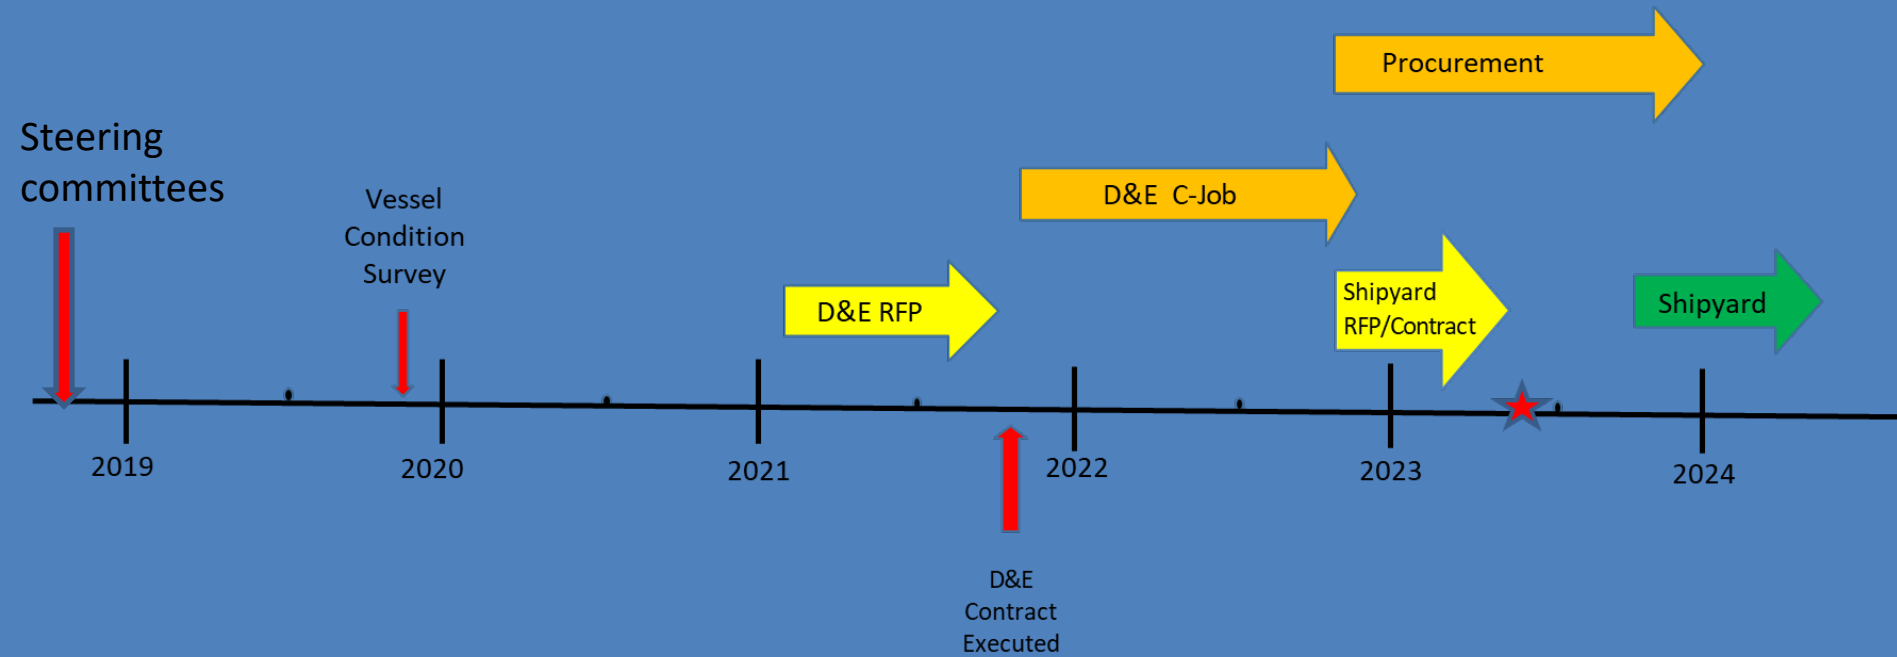 Procurement
Steering
committees
D&E  C-Job
Vessel
Condition
Survey
D&E RFP
Shipyard
RFP/Contract
Shipyard
2019
2020
2021
2022
2023
2024
D&E
Contract
Executed